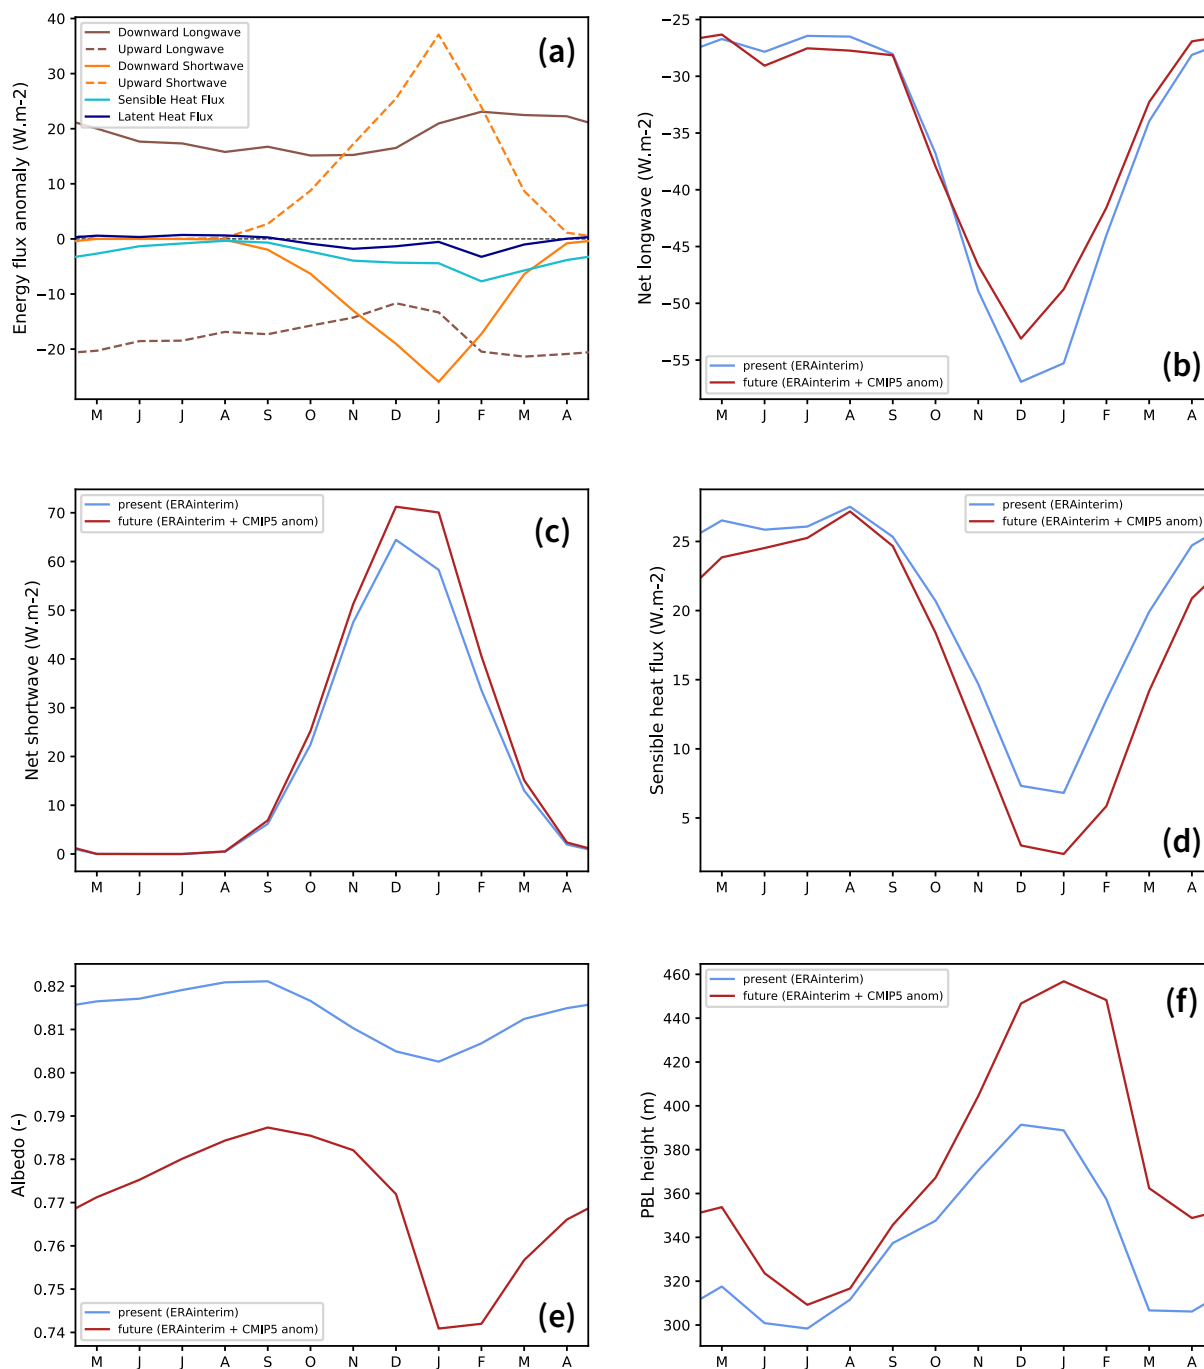 40
30
20
10
0
−10
−20
Energy flux anomaly (W.m-2)
Downward Longwave
Upward Longwave
Downward Shortwave
Upward Shortwave
Sensible Heat Flux
Latent Heat Flux
(a)
M J J A S O N D J F M A
−25
−30
−35
−40
−45
−50
−55
Net longwave (W.m-2)
present (ERAinterim)
future (ERAinterim + CMIP5 anom)
(b)
M J J A S O N D J F M A
70
60
50
40
30
20
10
0
Net shortwave (W.m-2)
present (ERAinterim)
future (ERAinterim + CMIP5 anom)
(c)
M J J A S O N D J F M A
25
20
15
10
5
Sensible heat flux (W.m-2)
present (ERAinterim)
future (ERAinterim + CMIP5 anom)
(d)
M J J A S O N D J F M A
0.82
0.81
0.80
0.79
0.78
0.77
0.76
0.75
0.74
Albedo (-)
present (ERAinterim)
future (ERAinterim + CMIP5 anom)
(e)
M J J A S O N D J F M A
460
440
420
400
380
360
340
320
300
PBL height (m)
present (ERAinterim)
future (ERAinterim + CMIP5 anom)
(f)
M J J A S O N D J F M A